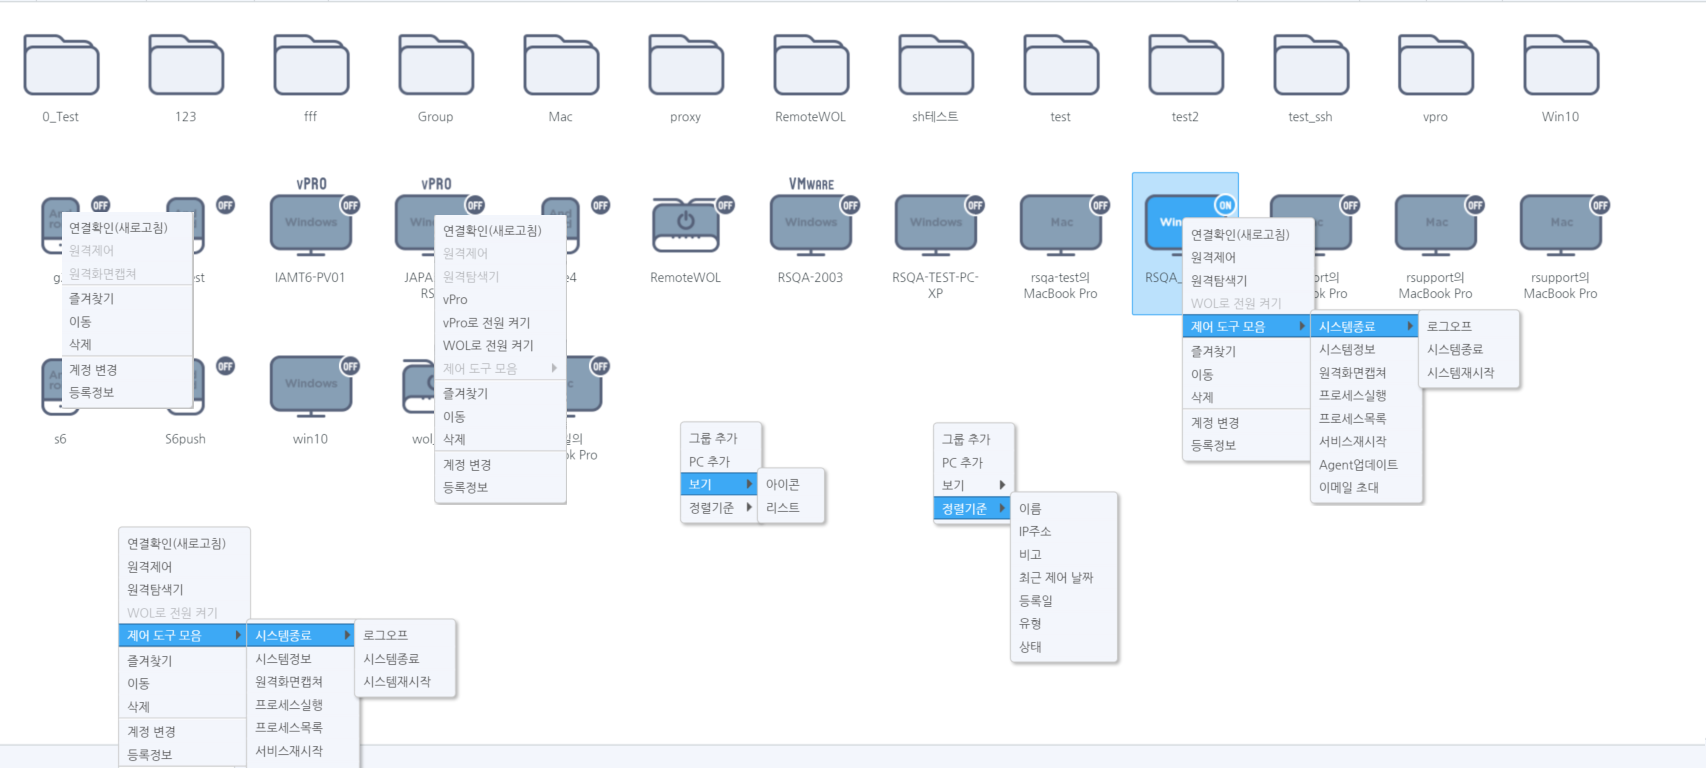 0_Test
123
fff
Group
Mac
proxy
RemoteWOL
sh테스트
test
test2
test_ssh
vpro
Win10
OFF
OFF
vPRO
Windows
OFF
vPRO
OFF
OFF
OFF
VMWARE
Windows
OFF
Windows
OFF
Mac
OFF
ON
OFF
Mac
OFF
Mac
OFF
IAMT6-PV01
JAPA
RS
RemoteWOL
RSQA-2003
RSQA-TEST-PC-
XP
rsqa-test의
MacBook Pro
RSQA_
rsupport의
MacBook Pro
rsupport의
MacBook Pro
연결확인(새로고침)
원격제어
원격화면캡쳐
즐겨찾기
이동
삭제
계정 변경
등록정보
연결확인(새로고침)
원격제어
원격탐색기
vPro
vPro로 전원 켜기
WOL로 전원 켜기
제어 도구 모음
즐겨찾기
이동
삭제
계정 변경
등록정보
연결확인(새로고침)
원격제어
원격탐색기
WOL로 전원 켜기
제어 도구 모음
즐겨찾기
이동
삭제
계정 변경
등록정보
시스템종료
시스템정보
원격화면캡쳐
프로세스실행
프로세스목록
서비스재시작
Agent업데이트
이메일 초대
로그오프
시스템종료
시스템재시작
OFF
Windows
OFF
OFF
s6
S6push
win10
wol_
k Pro
그룹 추가
PC 추가
보기
정렬기준
아이콘
리스트
그룹 추가
PC 추가
보기
정렬기준
이름
IP주소
비고
최근 제어 날짜
등록일
유형
상태
연결확인(새로고침)
원격제어
원격탐색기
WOL로 전원 켜기
제어 도구 모음
즐겨찾기
이동
삭제
계정 변경
등록정보
시스템종료
시스템정보
원격화면캡쳐
프로세스실행
프로세스목록
서비스재시작
로그오프
시스템종료
시스템재시작